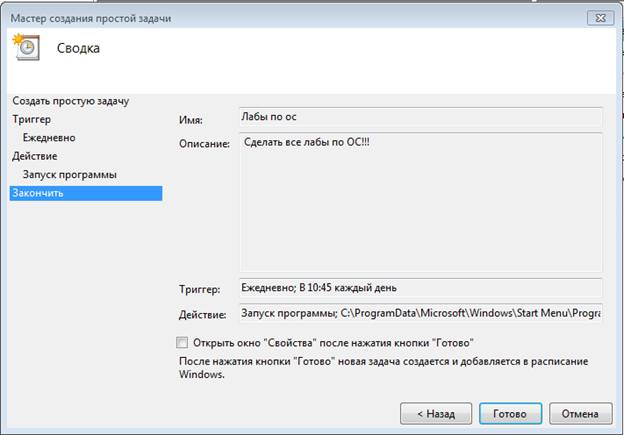 Мастер создания простой задачи
Сводка
Создать простую задачу
Триггер
Ежедневно
Действие
Запуск программы
Закончить
Имя: Лабы по ос
Описание: Сделать все лабы по ОС!!!
Триггер: Ежедневно; В 10:45 каждый день
Действие: Запуск программы; C:\ProgramData\Microsoft\Windows\Start Menu\Progra
Открыть окно "Свойства" после нажатия кнопки "Готово"
После нажатия кнопки "Готово" новая задача создается и добавляется в расписание
Windows.
< Назад Готово Отмена